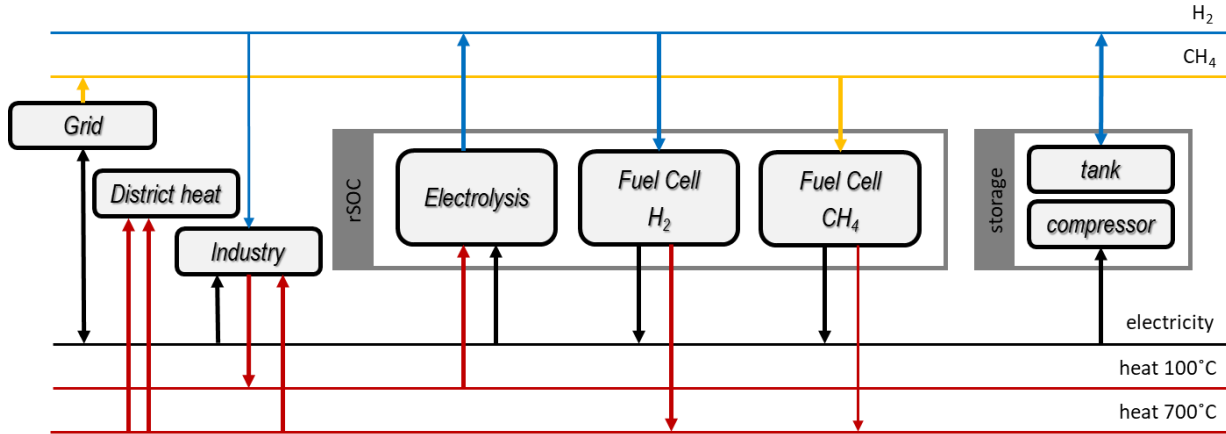 H₂
CH₄
Grid
District heat
Industry
rSOC
Electrolysis
Fuel Cell
H₂
Fuel Cell
CH₄
storage
tank
compressor
electricity
heat 100°C
heat 700°C